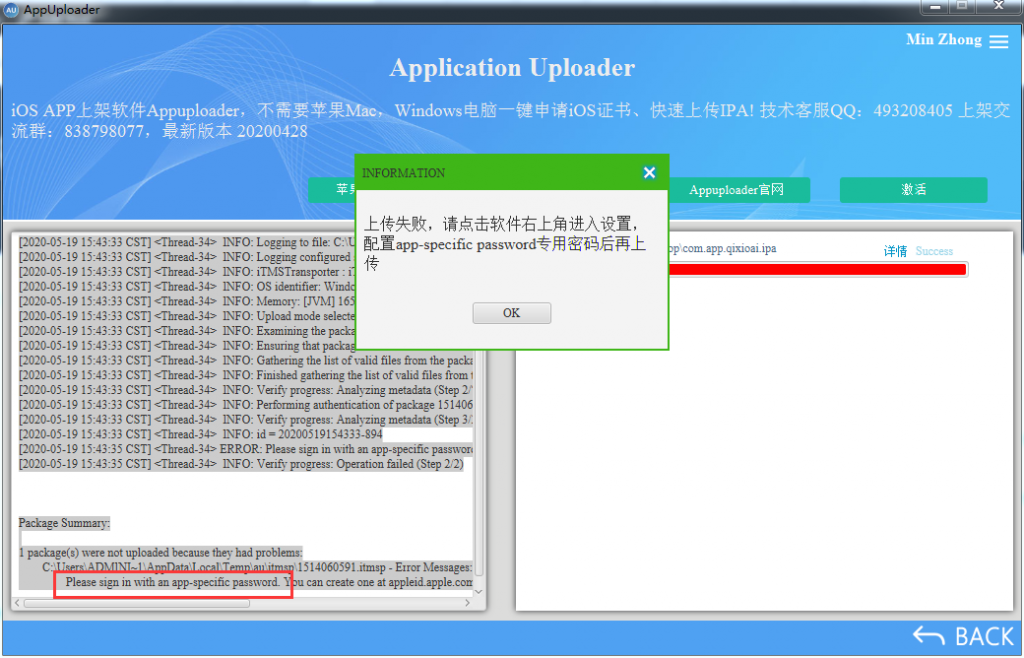 AU AppUploader
Min Zhong
Application Uploader
iOS APP上架软件Appuploader，不需要苹果Mac，Windows电脑一键申请iOS证书、快速上传IPA! 技术客服QQ：493208405 上架交
流群：838798077，最新版本 20200428
苹果
Appuploader官网
激活
INFORMATION
上传失败，请点击软件右上角进入设置，
配置app-specific password专用密码后再上
传
OK
[2020-05-19 15:43:33 CST] <Thread-34>  INFO: Logging to file: C:\U
[2020-05-19 15:43:33 CST] <Thread-34>  INFO: Logging configured
[2020-05-19 15:43:33 CST] <Thread-34>  INFO: iTMSTransporter : iT
[2020-05-19 15:43:33 CST] <Thread-34>  INFO: OS identifier: Windo
[2020-05-19 15:43:33 CST] <Thread-34>  INFO: Memory: [JVM] 165
[2020-05-19 15:43:33 CST] <Thread-34>  INFO: Upload mode selecte
[2020-05-19 15:43:33 CST] <Thread-34>  INFO: Examining the packa
[2020-05-19 15:43:33 CST] <Thread-34>  INFO: Ensuring that packag
[2020-05-19 15:43:33 CST] <Thread-34>  INFO: Gathering the list of valid files from the packa
[2020-05-19 15:43:33 CST] <Thread-34>  INFO: Finished gathering the list of valid files from t
[2020-05-19 15:43:33 CST] <Thread-34>  INFO: Verify progress: Analyzing metadata (Step 2/
[2020-05-19 15:43:33 CST] <Thread-34>  INFO: Performing authentication of package 151406
[2020-05-19 15:43:33 CST] <Thread-34>  INFO: Verify progress: Analyzing metadata (Step 3/
[2020-05-19 15:43:33 CST] <Thread-34>  INFO: id = 20200519154333-894
[2020-05-19 15:43:35 CST] <Thread-34> ERROR: Please sign in with an app-specific password
[2020-05-19 15:43:35 CST] <Thread-34>  INFO: Verify progress: Operation failed (Step 2/2)
Package Summary:
1 package(s) were not uploaded because they had problems:
C:\Users\ADMINI~1\AppData\Local\Temp\au\itmsp\1514060591.itmsp - Error Messages:
Please sign in with an app-specific password. You can create one at appleid.apple.com
pp\com.app.qixioai.ipa
详情 Success
BACK